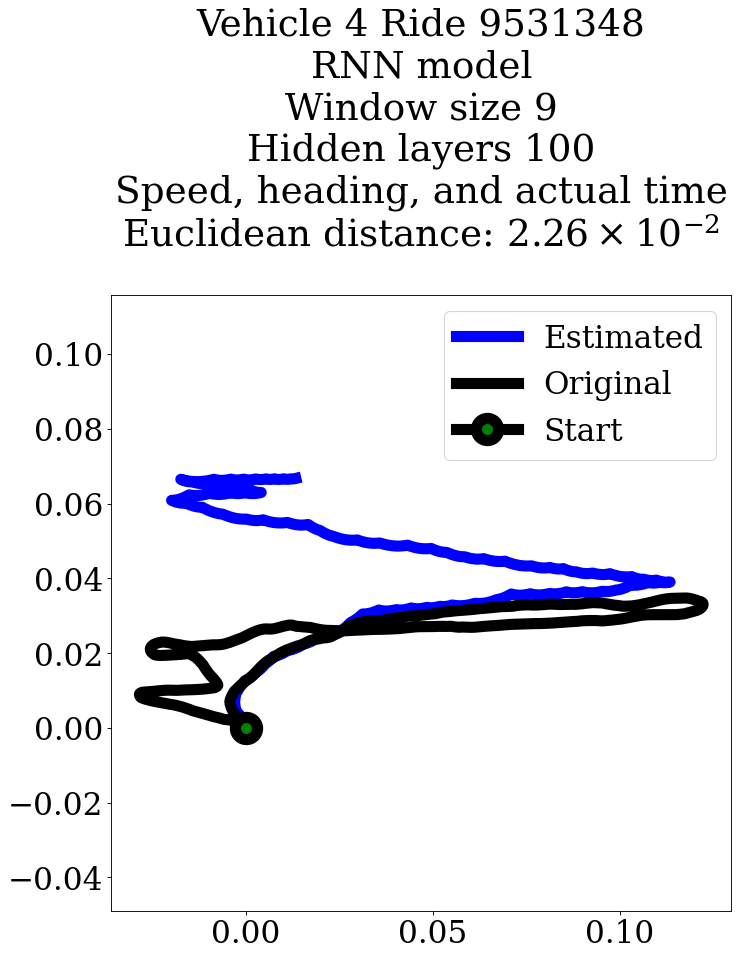 Vehicle 4 Ride 9531348
RNN model
Window size 9
Hidden layers 100
Speed, heading, and actual time
Euclidean distance: 2.26 × 10⁻²
Estimated
Original
Start
0.10
0.08
0.06
0.04
0.02
0.00
−0.02
−0.04
0.00 0.05 0.10